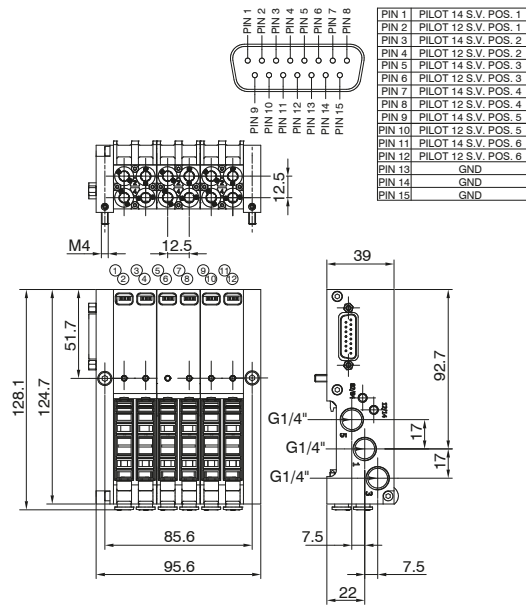 PIN 1
PIN 2
PIN 3
PIN 4
PIN 5
PIN 6
PIN 7
PIN 8
PIN 9
PIN 10
PIN 11
PIN 12
PIN 13
PIN 14
PIN 15
PIN 1 PILOT 14 S.V. POS. 1
PIN 2 PILOT 12 S.V. POS. 1
PIN 3 PILOT 14 S.V. POS. 2
PIN 4 PILOT 12 S.V. POS. 2
PIN 5 PILOT 14 S.V. POS. 3
PIN 6 PILOT 12 S.V. POS. 3
PIN 7 PILOT 14 S.V. POS. 4
PIN 8 PILOT 12 S.V. POS. 4
PIN 9 PILOT 14 S.V. POS. 5
PIN 10 PILOT 12 S.V. POS. 5
PIN 11 PILOT 14 S.V. POS. 6
PIN 12 PILOT 12 S.V. POS. 6
PIN 13 GND
PIN 14 GND
PIN 15 GND
12.5
M4
12.5
1 2 3 4 5 6 7 8 9 10 11 12
51.7
124.7
128.1
85.6
95.6
39
92.7
12/14
G1/4"
5
17
G1/4"
1
17
G1/4"
3
7.5
7.5
22